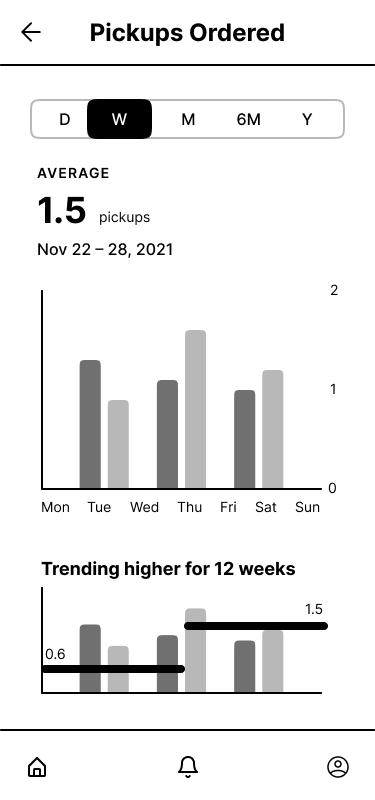 Pickups Ordered
D W M 6M Y
AVERAGE
1.5 pickups
Nov 22 – 28, 2021
2
1
0
Mon Tue Wed Thu Fri Sat Sun
Trending higher for 12 weeks
1.5
0.6